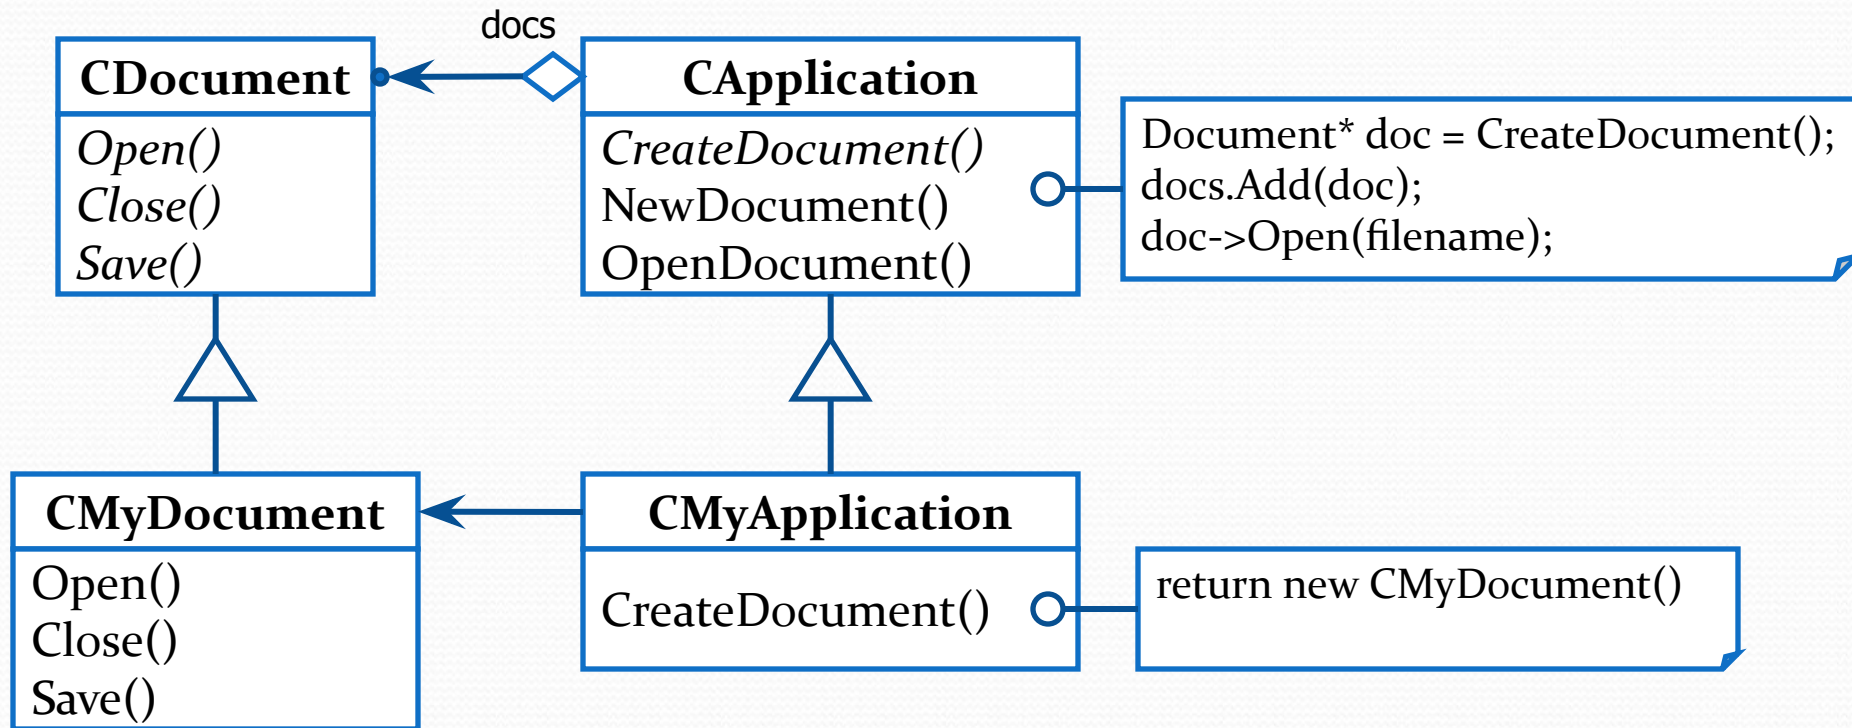 docs
CDocument
Open()
Close()
Save()
CApplication
CreateDocument()
NewDocument()
OpenDocument()
Document* doc = CreateDocument();
docs.Add(doc);
doc->Open(filename);
CMyDocument
Open()
Close()
Save()
CMyApplication
CreateDocument()
return new CMyDocument()